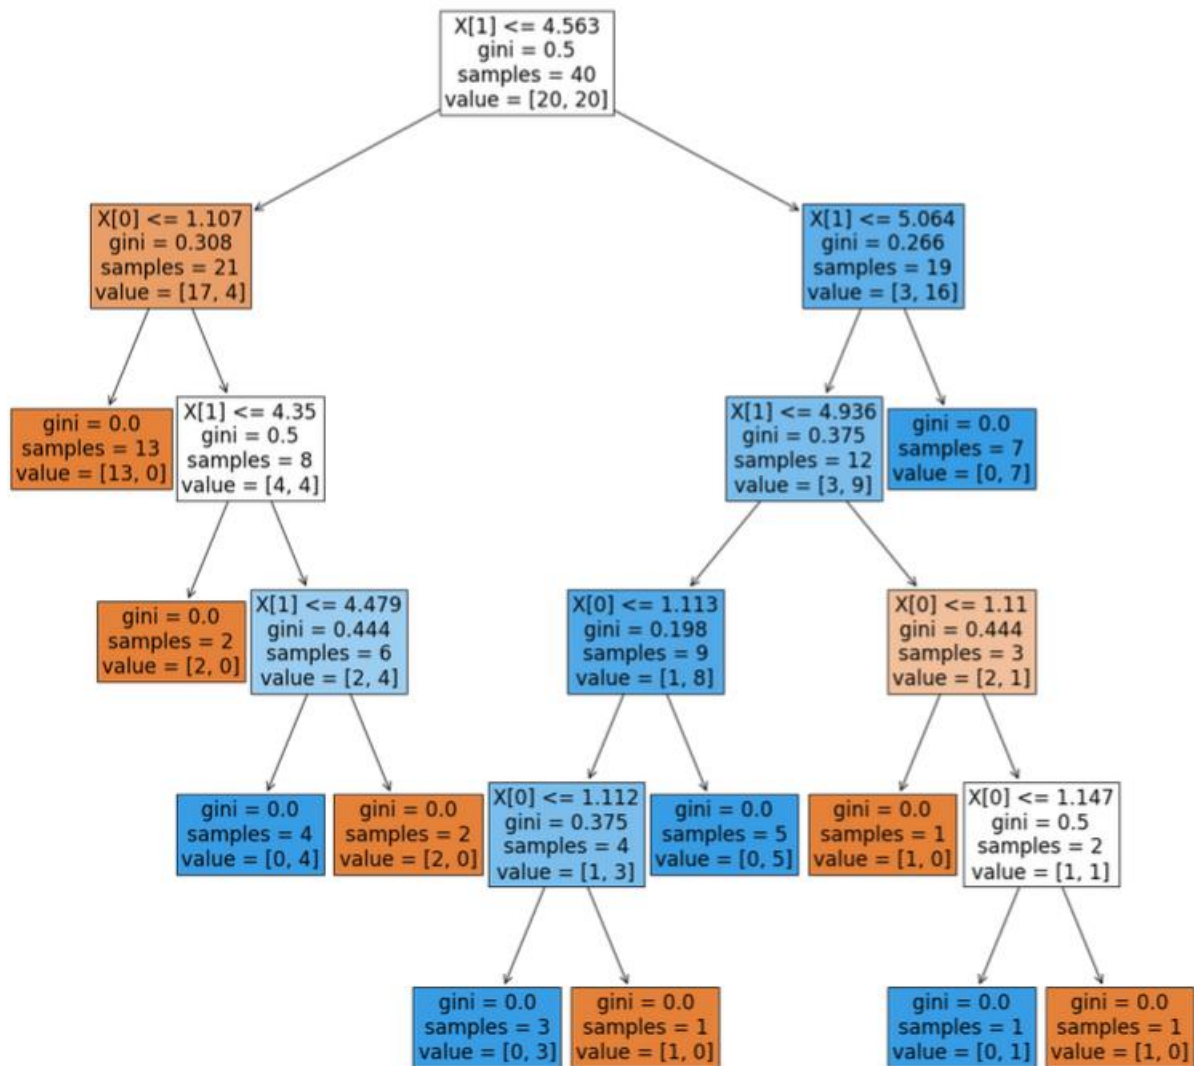 X[1] <= 4.563
gini = 0.5
samples = 40
value = [20, 20]
X[0] <= 1.107
gini = 0.308
samples = 21
value = [17, 4]
X[1] <= 5.064
gini = 0.266
samples = 19
value = [3, 16]
gini = 0.0
samples = 13
value = [13, 0]
X[1] <= 4.35
gini = 0.5
samples = 8
value = [4, 4]
X[1] <= 4.936
gini = 0.375
samples = 12
value = [3, 9]
gini = 0.0
samples = 7
value = [0, 7]
gini = 0.0
samples = 2
value = [2, 0]
X[1] <= 4.479
gini = 0.444
samples = 6
value = [2, 4]
X[0] <= 1.113
gini = 0.198
samples = 9
value = [1, 8]
X[0] <= 1.11
gini = 0.444
samples = 3
value = [2, 1]
gini = 0.0
samples = 4
value = [0, 4]
gini = 0.0
samples = 2
value = [2, 0]
X[0] <= 1.112
gini = 0.375
samples = 4
value = [1, 3]
gini = 0.0
samples = 5
value = [0, 5]
gini = 0.0
samples = 1
value = [1, 0]
X[0] <= 1.147
gini = 0.5
samples = 2
value = [1, 1]
gini = 0.0
samples = 3
value = [0, 3]
gini = 0.0
samples = 1
value = [1, 0]
gini = 0.0
samples = 1
value = [0, 1]
gini = 0.0
samples = 1
value = [1, 0]